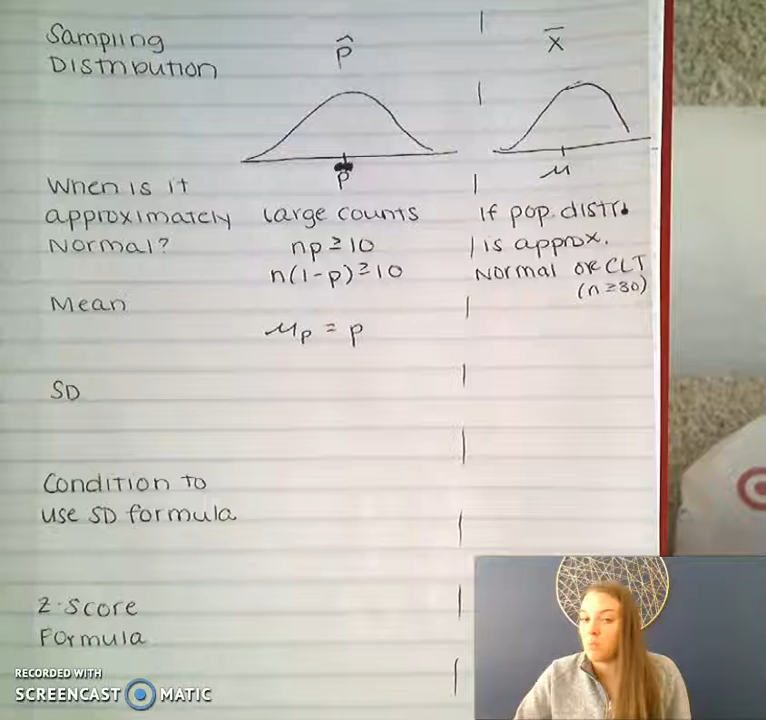 Sampling
Distribution
p̂
x̄
p
μ
When is it
approximately
Normal?
large counts
np ≥ 10
n(1-p) ≥ 10
If pop. distr.
is approx.
Normal or CLT
(n ≥ 30)
Mean
μp = p
SD
Condition to
use SD formula
Z-Score
Formula
RECORDED WITH
SCREENCAST MATIC